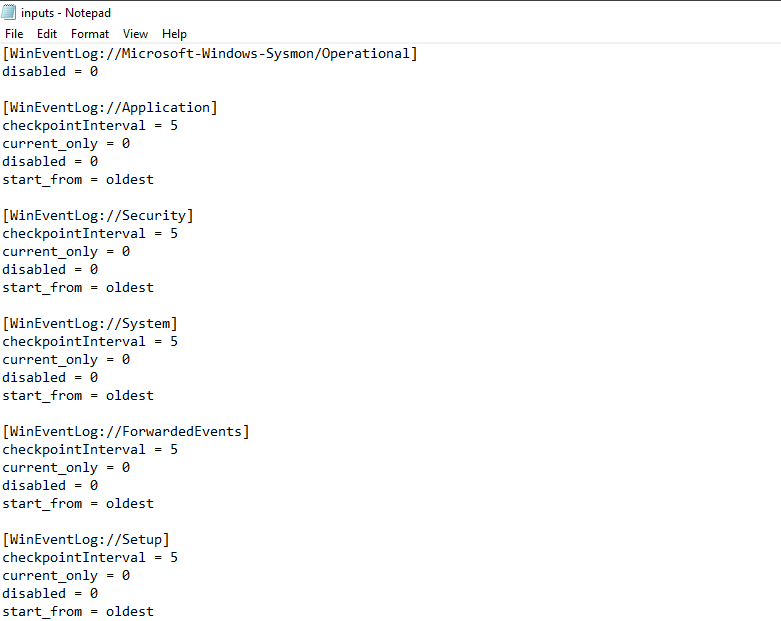 inputs - Notepad
File Edit Format View Help
[WinEventLog://Microsoft-Windows-Sysmon/Operational]
disabled = 0

[WinEventLog://Application]
checkpointInterval = 5
current_only = 0
disabled = 0
start_from = oldest

[WinEventLog://Security]
checkpointInterval = 5
current_only = 0
disabled = 0
start_from = oldest

[WinEventLog://System]
checkpointInterval = 5
current_only = 0
disabled = 0
start_from = oldest

[WinEventLog://ForwardedEvents]
checkpointInterval = 5
current_only = 0
disabled = 0
start_from = oldest

[WinEventLog://Setup]
checkpointInterval = 5
current_only = 0
disabled = 0
start_from = oldest